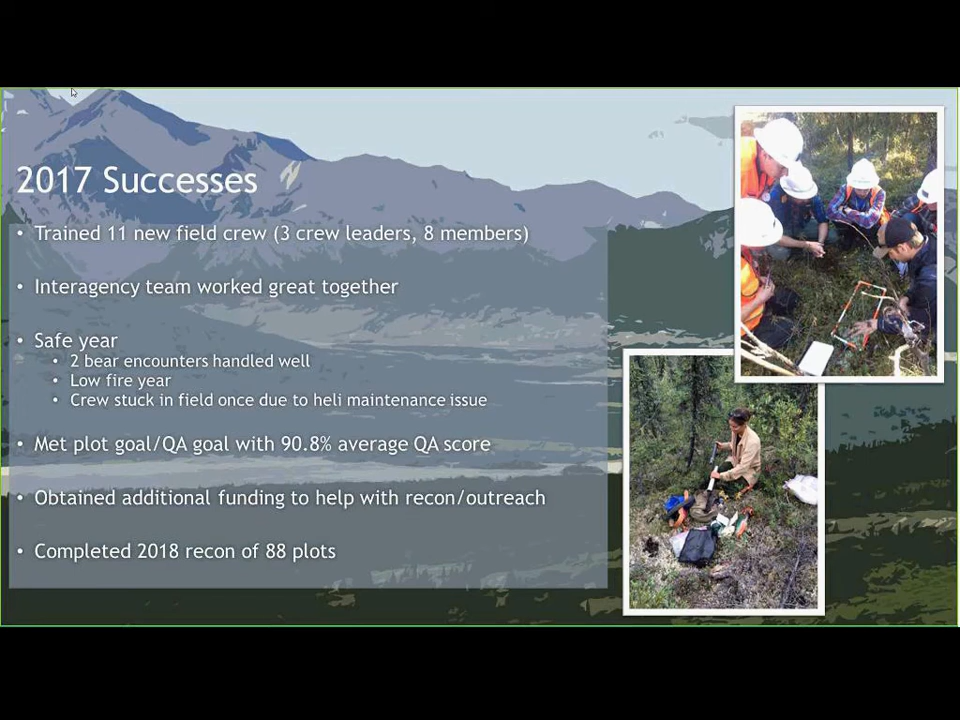 2017 Successes
• Trained 11 new field crew (3 crew leaders, 8 members)
• Interagency team worked great together
• Safe year
• 2 bear encounters handled well
• Low fire year
• Crew stuck in field once due to heli maintenance issue
• Met plot goal/QA goal with 90.8% average QA score
• Obtained additional funding to help with recon/outreach
• Completed 2018 recon of 88 plots